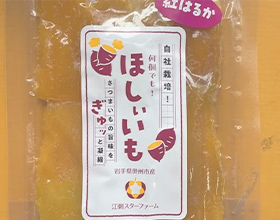 紅はるか
自社栽培!
何個でも!
ほしいいも
さつまいもの旨味を
ぎゅッと凝縮
岩手県奥州市産
江刺スターファーム